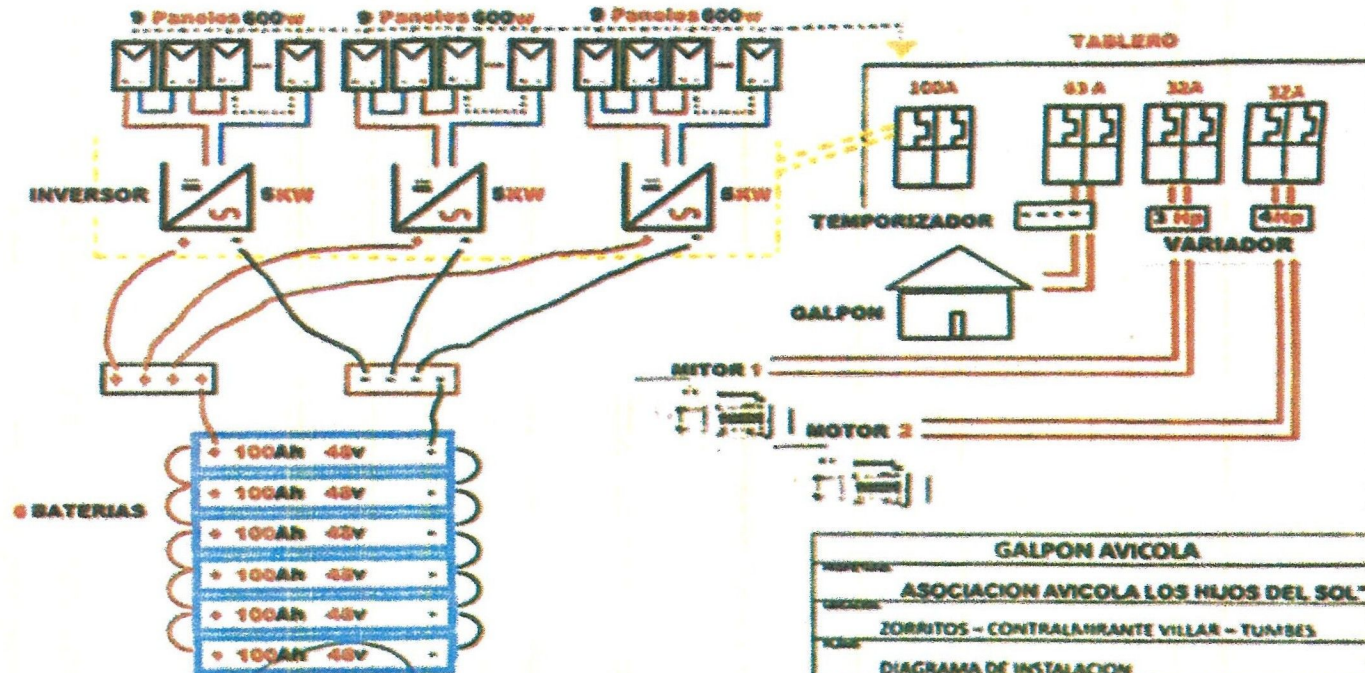 9 Paneles 600w
9 Paneles 600w
9 Paneles 600w
TABLERO
100A
63 A
32A
32A
INVERSOR
5KW
5KW
5KW
TEMPORIZADOR
3 Hp
4Hp
VARIADOR
GALPON
MITOR 1
MOTOR 2
+ + + +
- - - -
6 BATERIAS
+ 100Ah 48v -
+ 100Ah 48v -
+ 100Ah 48v -
+ 100Ah 48v -
+ 100Ah 48v -
+ 100Ah 48v -
GALPON AVICOLA
ASOCIACION AVICOLA LOS HIJOS DEL SOL"
ZORRITOS - CONTRALMIRANTE VILLAR - TUMBES
DIAGRAMA DE INSTALACION